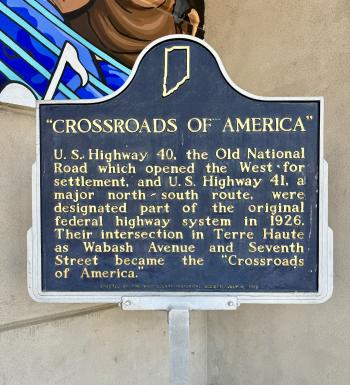 "CROSSROADS OF AMERICA"
U. S. Highway 40, the Old National
Road which opened the West for
settlement, and U. S. Highway 41, a
major north-south route, were
designated part of the original
federal highway system in 1926.
Their intersection in Terre Haute
as Wabash Avenue and Seventh
Street became the "Crossroads
of America."